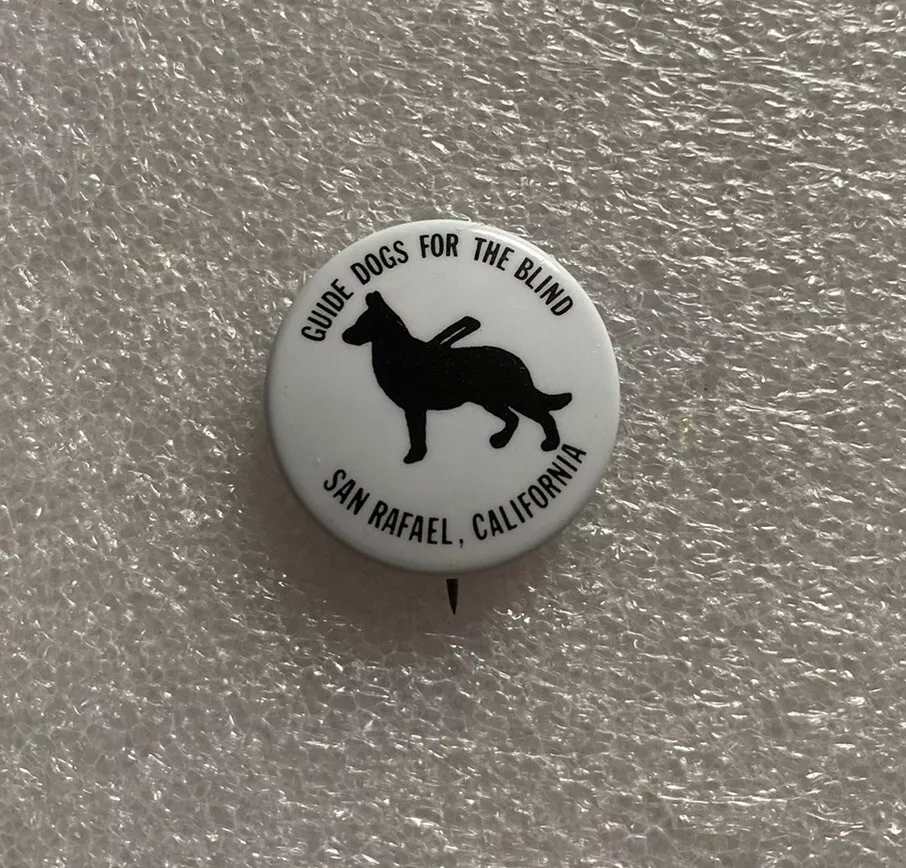 GUIDE DOGS FOR THE BLIND
SAN RAFAEL, CALIFORNIA